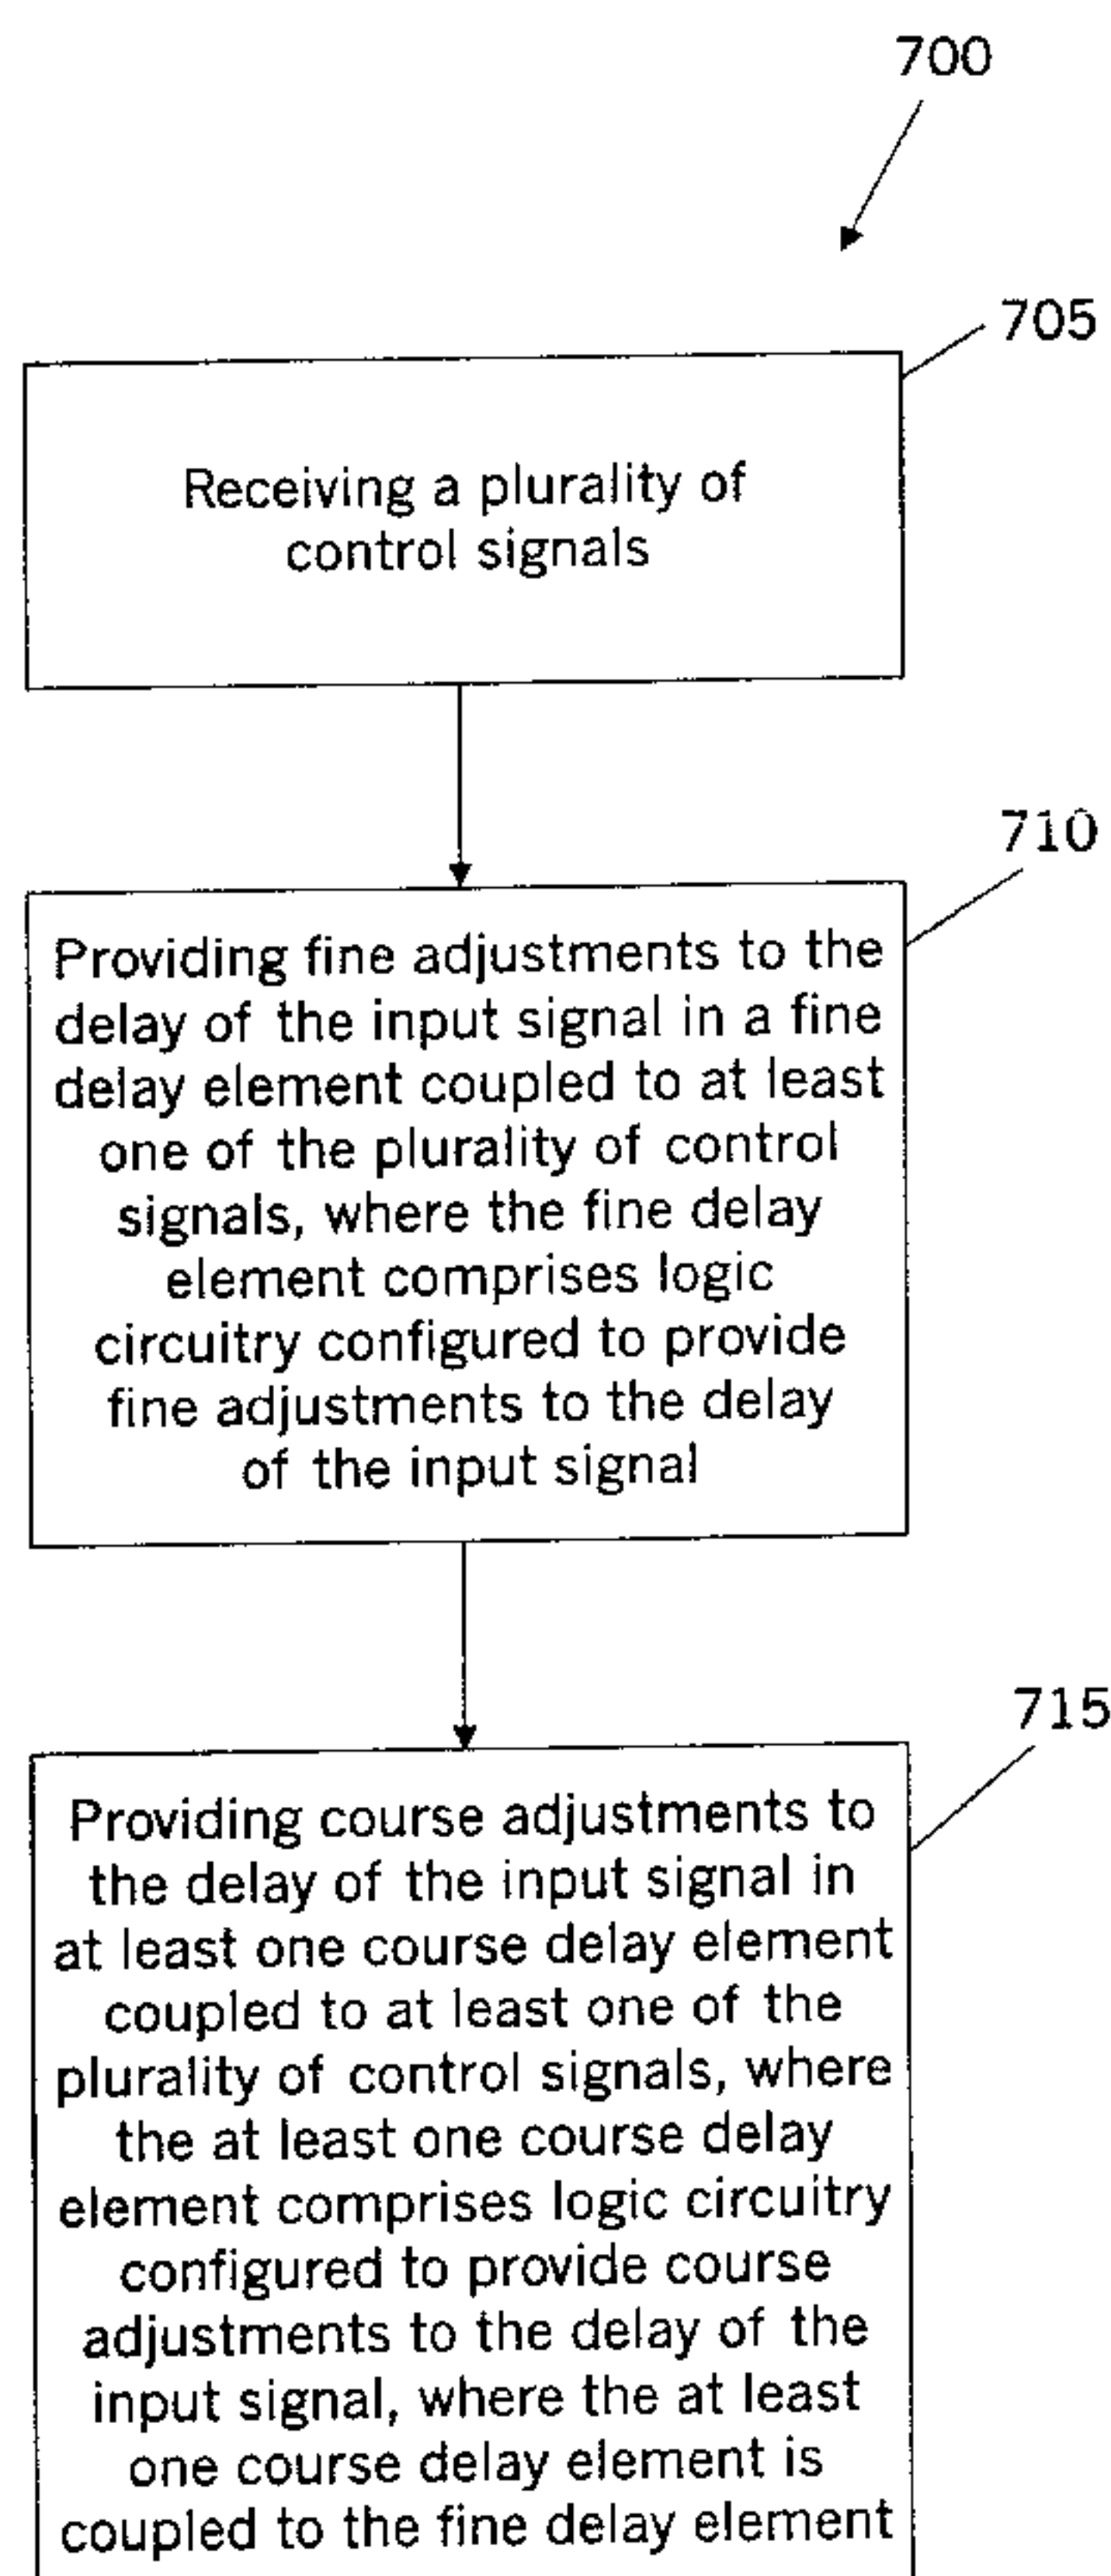 700
705
Receiving a plurality of
control signals
710
Providing fine adjustments to the
delay of the input signal in a fine
delay element coupled to at least
one of the plurality of control
signals, where the fine delay
element comprises logic
circuitry configured to provide
fine adjustments to the delay
of the input signal
715
Providing course adjustments to
the delay of the input signal in
at least one course delay element
coupled to at least one of the
plurality of control signals, where
the at least one course delay
element comprises logic circuitry
configured to provide course
adjustments to the delay of the
input signal, where the at least
one course delay element is
coupled to the fine delay element